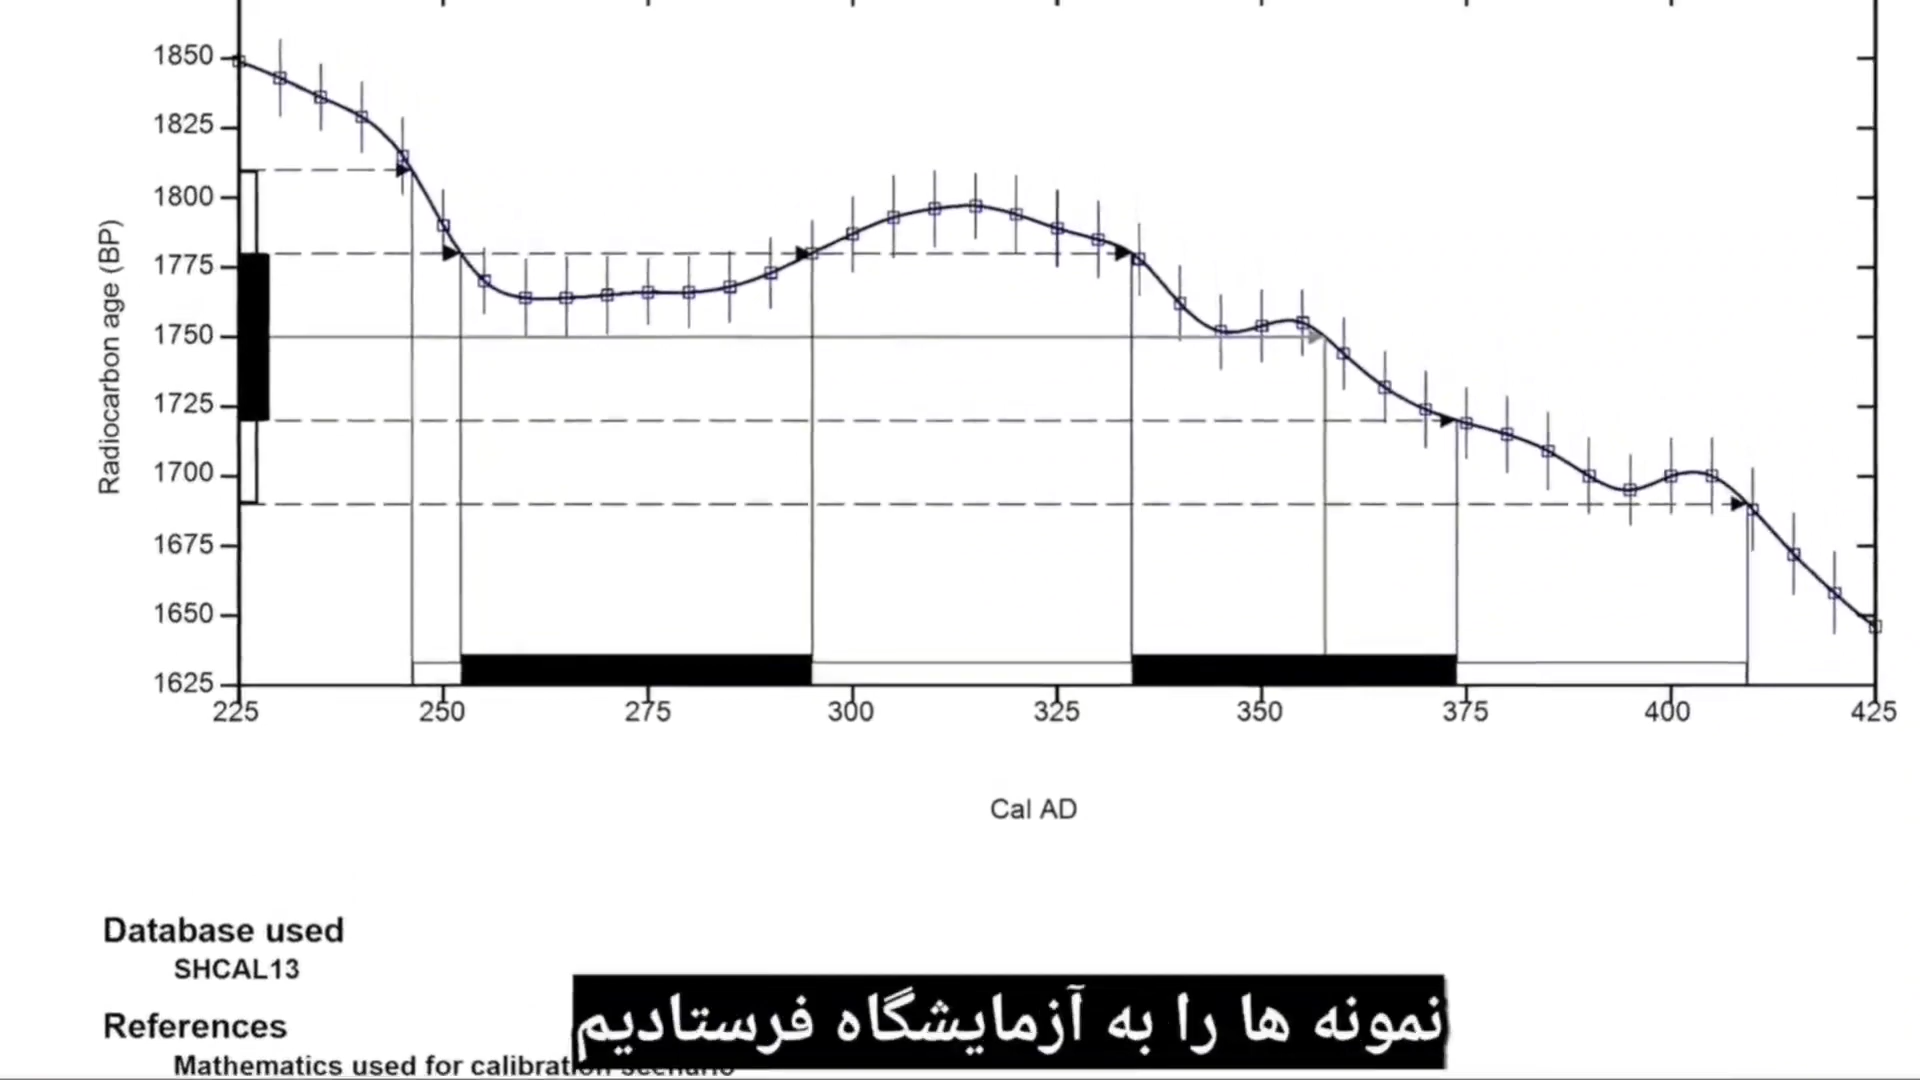 1850
1825
1800
1775
1750
1725
1700
1675
1650
1625
Radiocarbon age (BP)
225 250 275 300 325 350 375 400 425
Cal AD
Database used
SHCAL13
References
Mathematics used for calibration scenario
نمونه ها را به آزمایشگاه فرستادیم